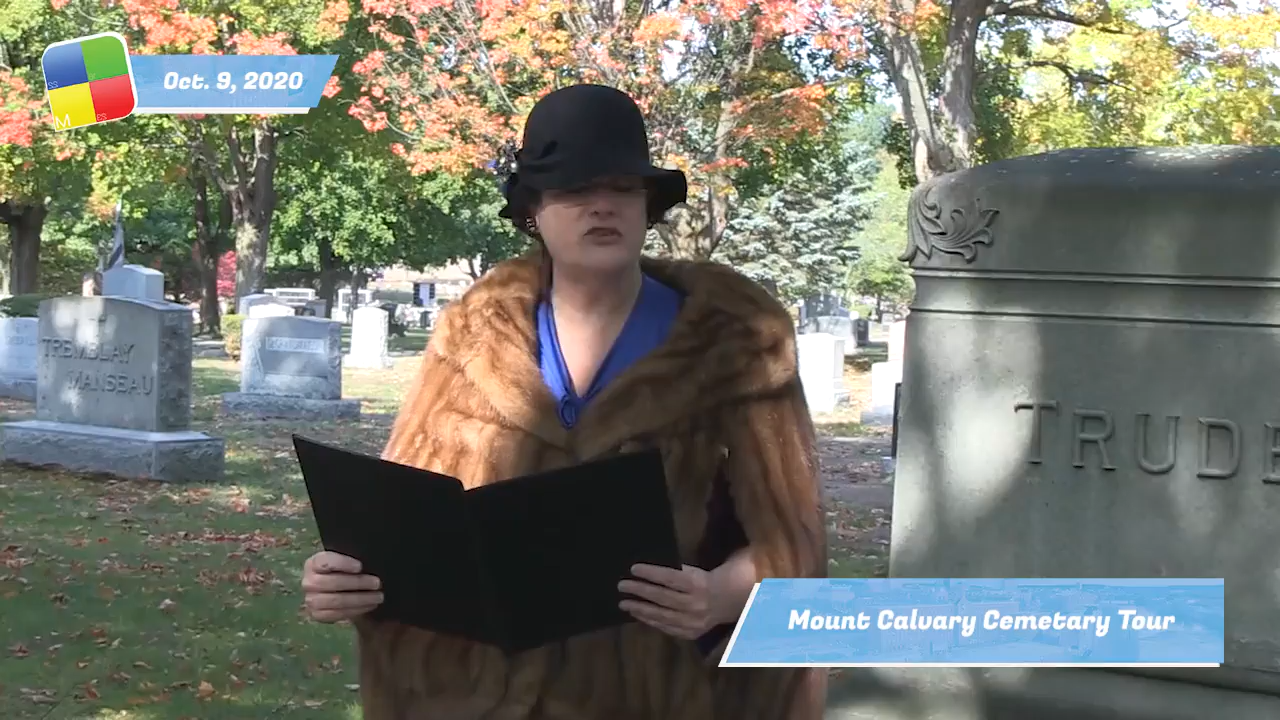 Oct. 9, 2020
TREMBLAY
MANSEAU
TRUDE
Mount Calvary Cemetary Tour